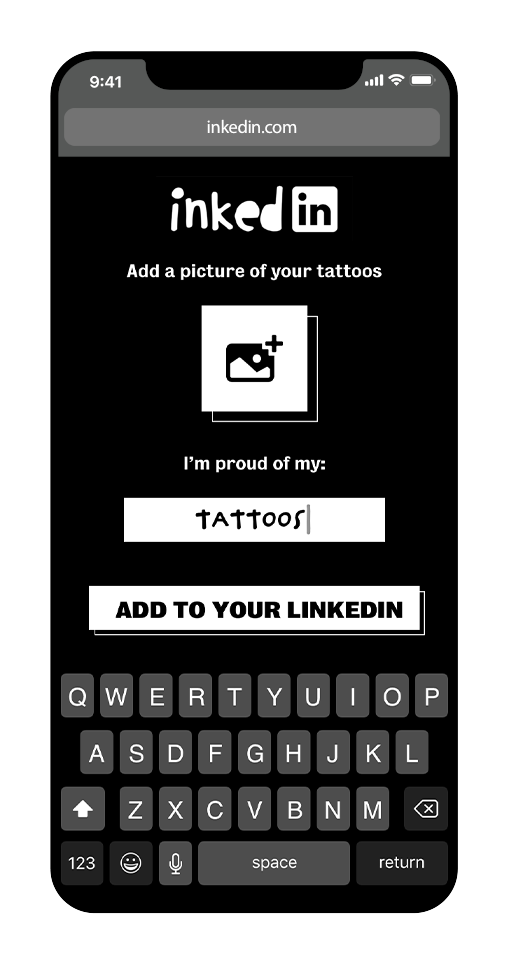 9:41
inkedin.com
inked in
Add a picture of your tattoos
I'm proud of my:
TATTOOS
ADD TO YOUR LINKEDIN
Q W E R T Y U I O P
A S D F G H J K L
Z X C V B N M
123 space return